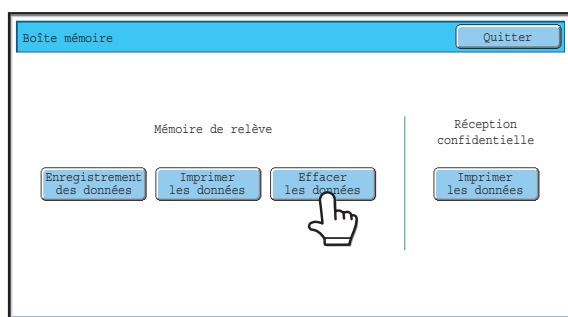 Boîte mémoire
Quitter
Mémoire de relève
Réception
confidentielle
Enregistrement
des données
Imprimer
les données
Effacer
les données
Imprimer
les données